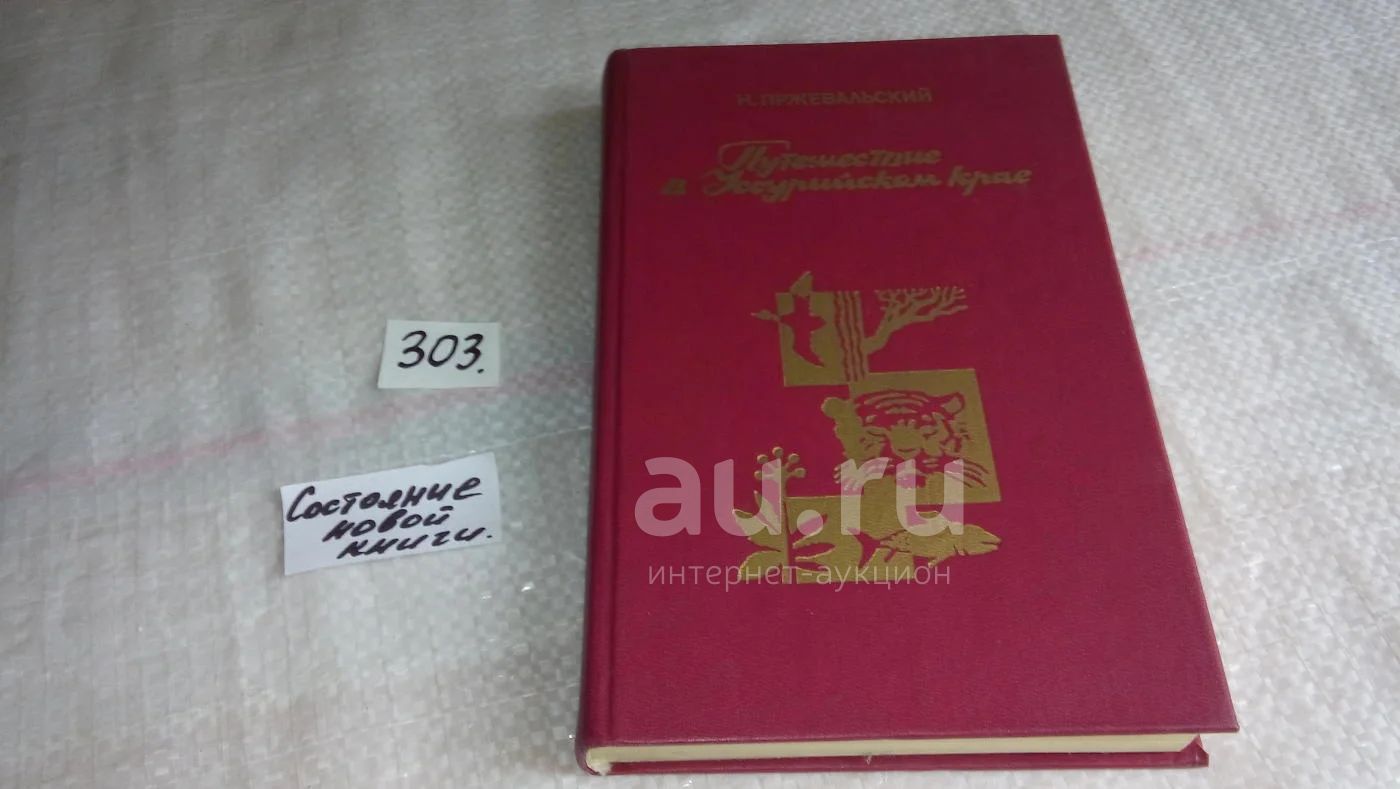 Н. ПРЖЕВАЛЬСКИЙ
Путешествие
в Уссурийском крае
303.
Состояние
новой
книги.
au.ru
интернет-аукцион